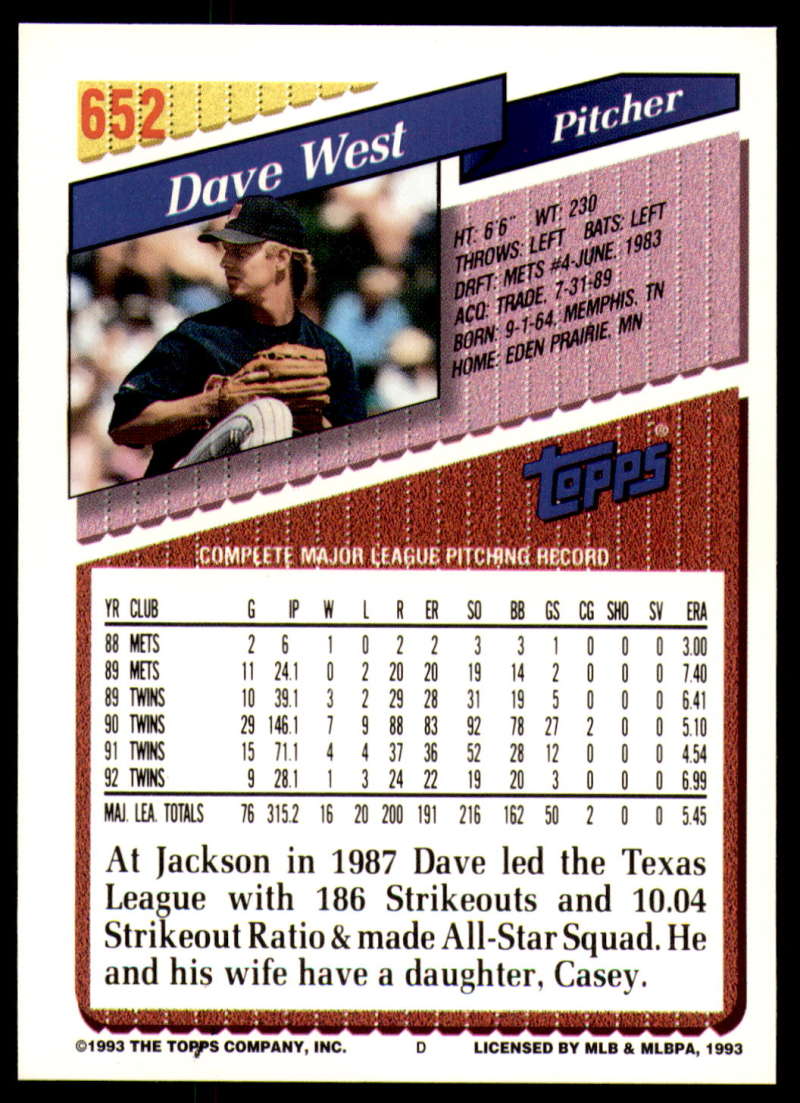 652
Dave West
Pitcher
HT: 6'6" WT: 230
THROWS: LEFT BATS: LEFT
DRFT: METS #4-JUNE, 1983
ACQ: TRADE, 7-31-89
BORN: 9-1-64, MEMPHIS, TN
HOME: EDEN PRAIRIE, MN
topps®
COMPLETE MAJOR LEAGUE PITCHING RECORD
YR CLUB G IP W L R ER SO BB GS CG SHO SV ERA
88 METS 2 6 1 0 2 2 3 3 1 0 0 0 3.00
89 METS 11 24.1 0 2 20 20 19 14 2 0 0 0 7.40
89 TWINS 10 39.1 3 2 29 28 31 19 5 0 0 0 6.41
90 TWINS 29 146.1 7 9 88 83 92 78 27 2 0 0 5.10
91 TWINS 15 71.1 4 4 37 36 52 28 12 0 0 0 4.54
92 TWINS 9 28.1 1 3 24 22 19 20 3 0 0 0 6.99
MAJ. LEA. TOTALS 76 315.2 16 20 200 191 216 162 50 2 0 0 5.45
At Jackson in 1987 Dave led the Texas
League with 186 Strikeouts and 10.04
Strikeout Ratio & made All-Star Squad. He
and his wife have a daughter, Casey.
©1993 THE TOPPS COMPANY, INC. D LICENSED BY MLB & MLBPA, 1993